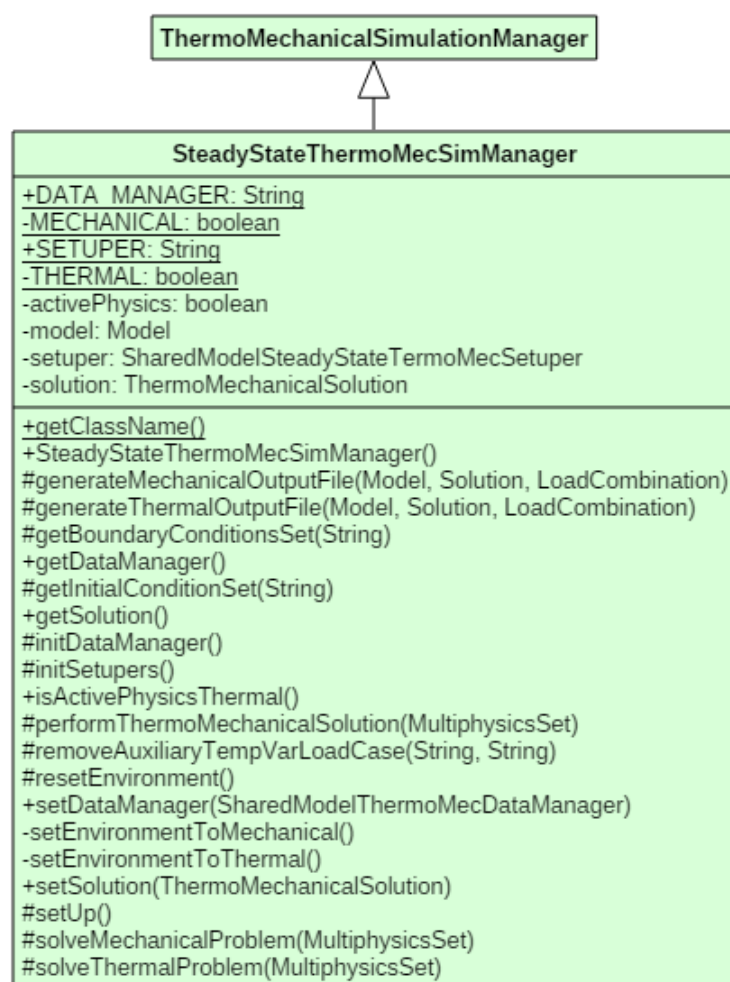 ThermoMechanicalSimulationManager
SteadyStateThermoMecSimManager
+DATA_MANAGER: String
-MECHANICAL: boolean
+SETUPER: String
-THERMAL: boolean
-activePhysics: boolean
-model: Model
-setuper: SharedModelSteadyStateTermoMecSetuper
-solution: ThermoMechanicalSolution
+getClassName()
+SteadyStateThermoMecSimManager()
#generateMechanicalOutputFile(Model, Solution, LoadCombination)
#generateThermalOutputFile(Model, Solution, LoadCombination)
#getBoundaryConditionsSet(String)
+getDataManager()
#getInitialConditionSet(String)
+getSolution()
#initDataManager()
#initSetupers()
+isActivePhysicsThermal()
#performThermoMechanicalSolution(MultiphysicsSet)
#removeAuxiliaryTempVarLoadCase(String, String)
#resetEnvironment()
+setDataManager(SharedModelThermoMecDataManager)
-setEnvironmentToMechanical()
-setEnvironmentToThermal()
+setSolution(ThermoMechanicalSolution)
#setUp()
#solveMechanicalProblem(MultiphysicsSet)
#solveThermalProblem(MultiphysicsSet)